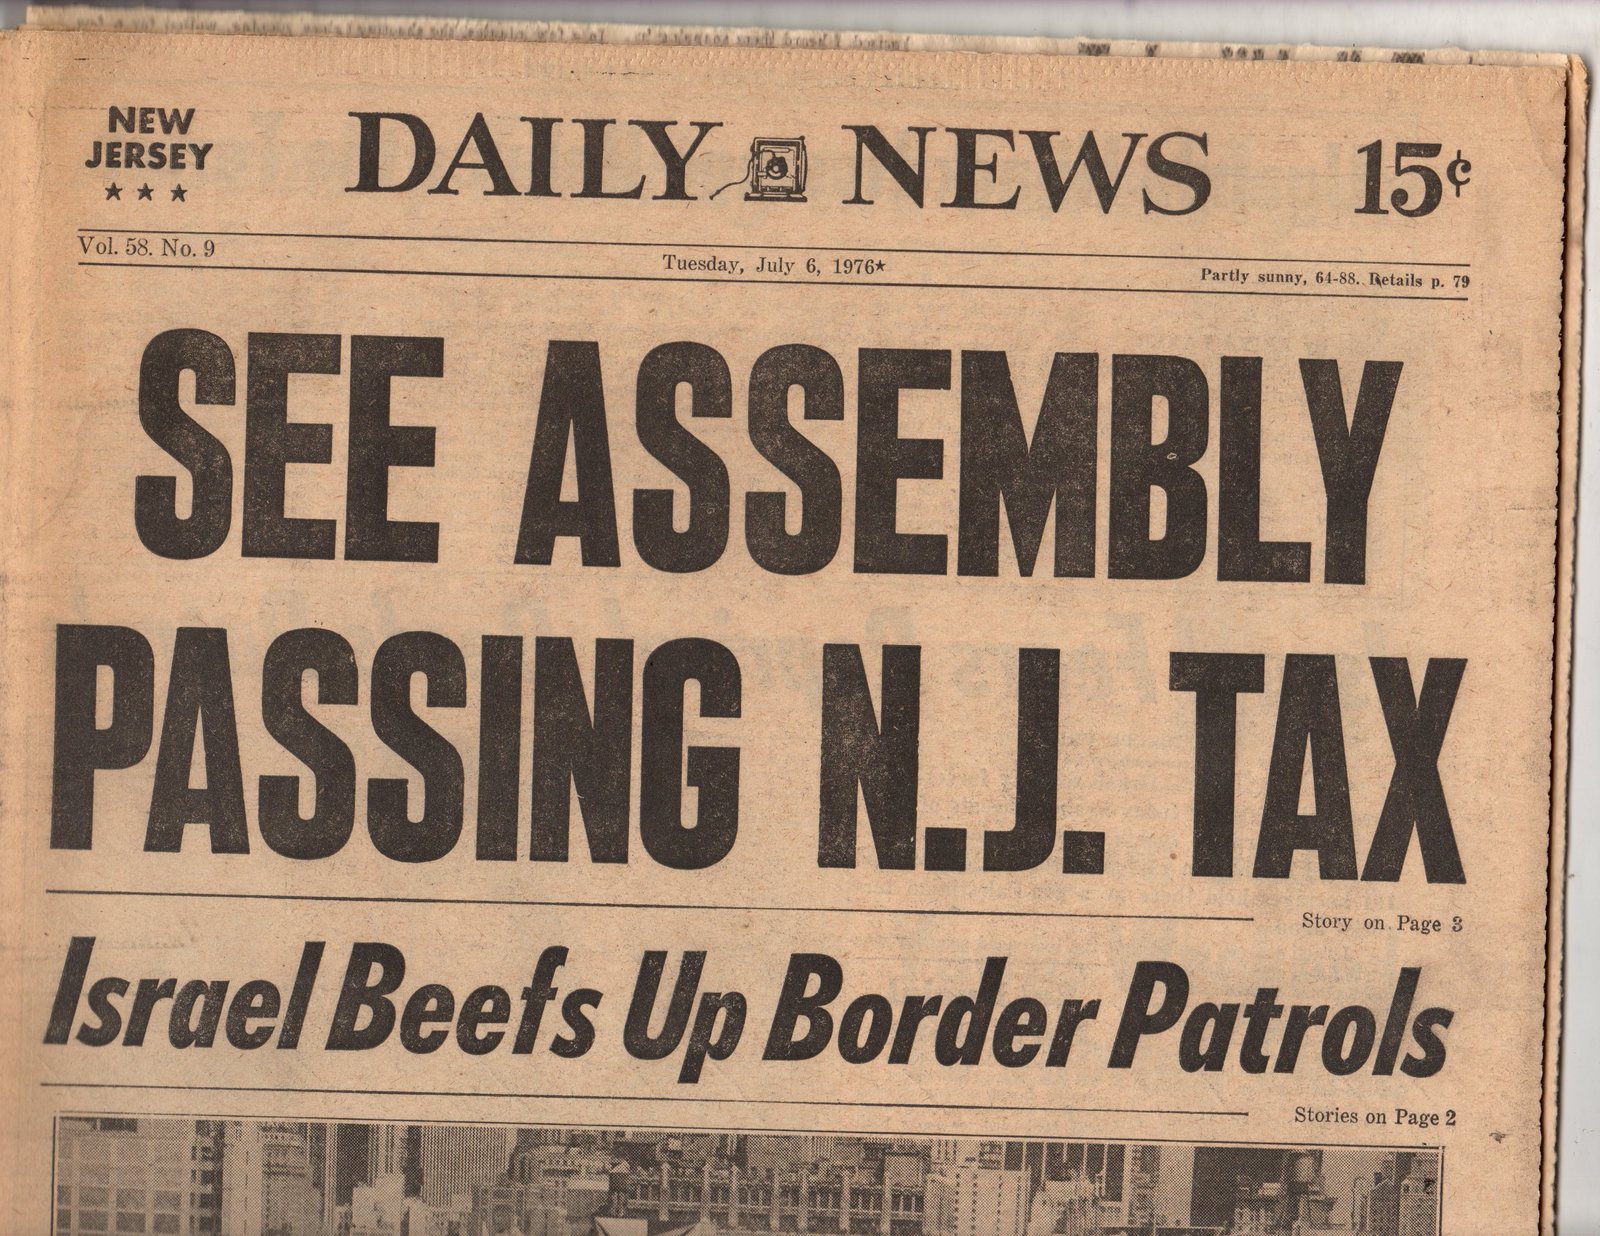 NEW
JERSEY
★ ★ ★
DAILY NEWS
15¢
Vol. 58. No. 9
Tuesday, July 6, 1976★
Partly sunny, 64-88. Details p. 79
SEE ASSEMBLY
PASSING N.J. TAX
Story on Page 3
Israel Beefs Up Border Patrols
Stories on Page 2